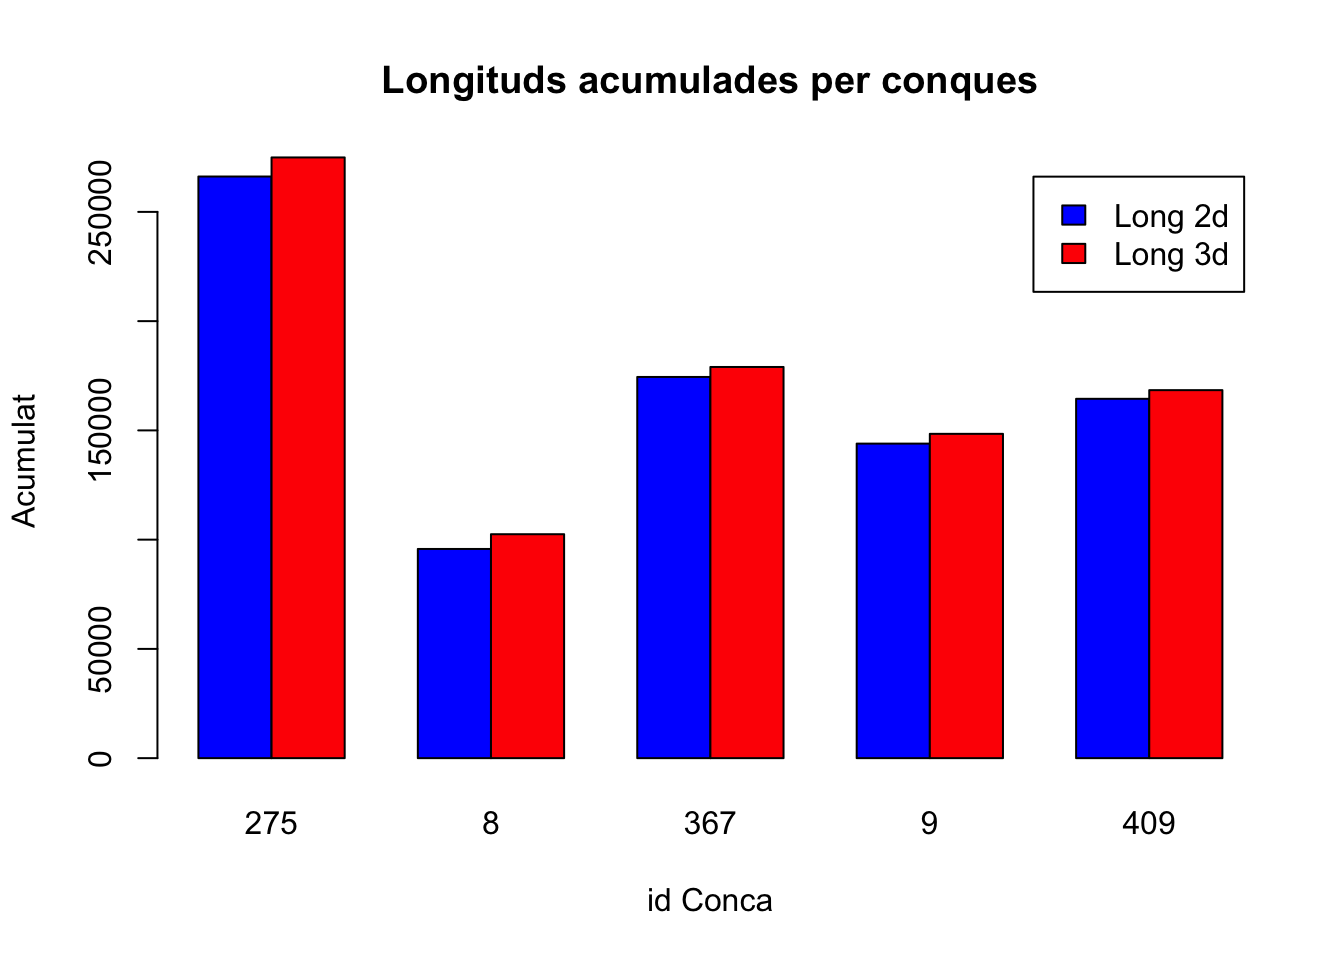 Longituds acumulades per conques
Long 2d
Long 3d
Acumulat
250000
150000
50000
0
275 8 367 9 409
id Conca